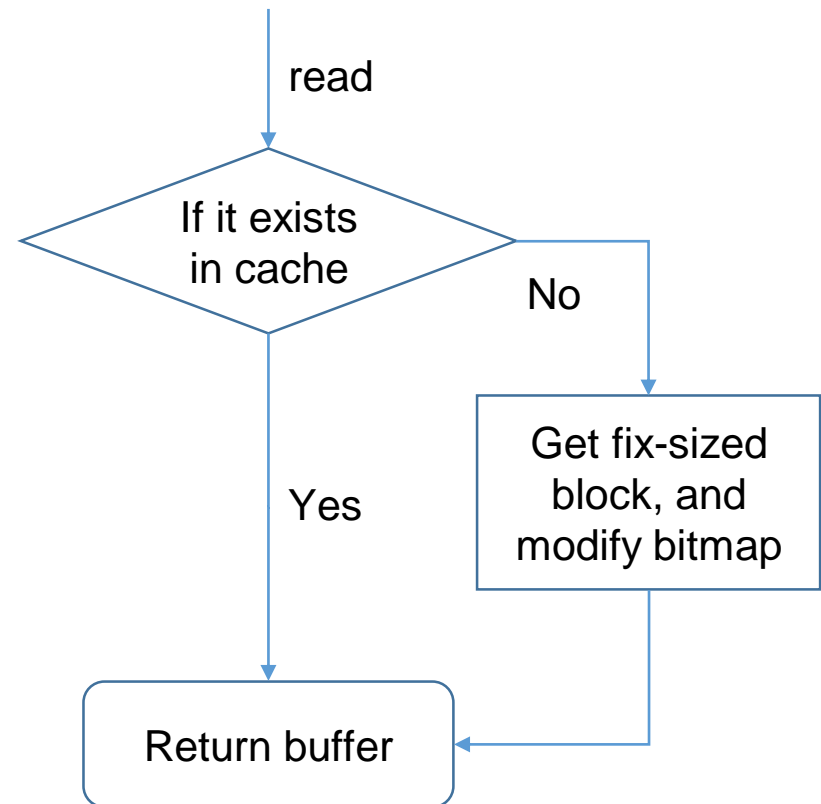 read
If it exists
in cache
No
Get fix-sized
block, and
modify bitmap
Yes
Return buffer